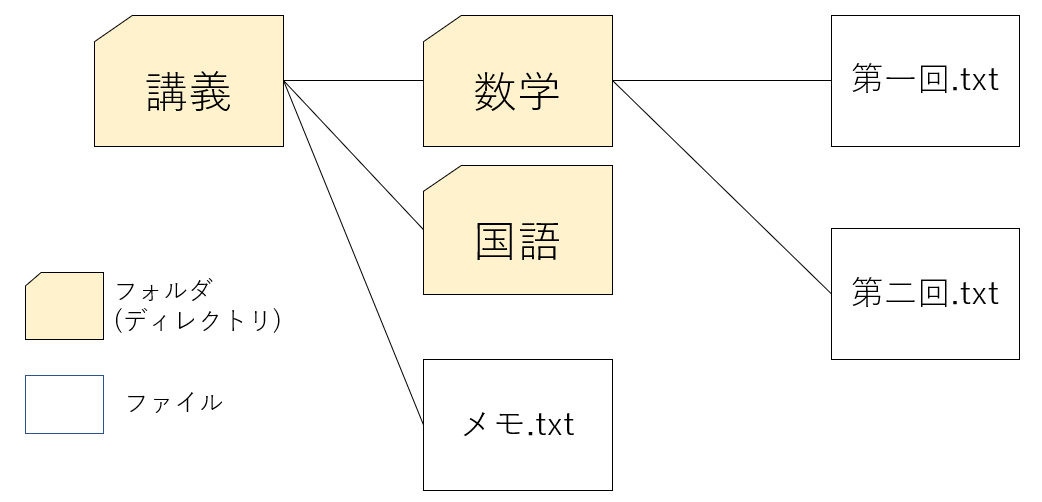 講義
数学
第一回.txt
国語
第二回.txt
メモ.txt
フォルダ
(ディレクトリ)
ファイル